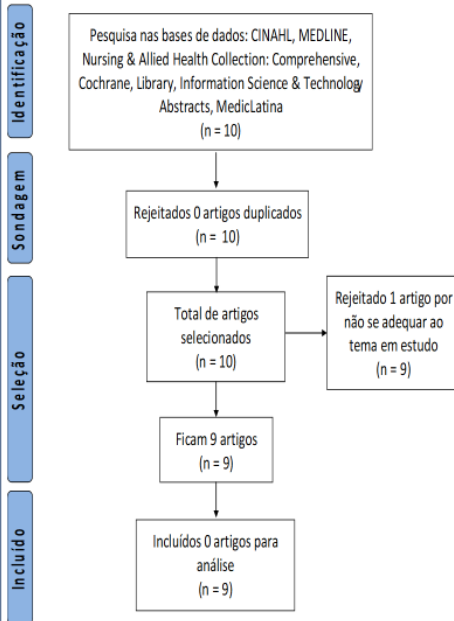 Identificação
Pesquisa nas bases de dados: CINAHL, MEDLINE,
Nursing & Allied Health Collection: Comprehensive,
Cochrane, Library, Information Science & Technology
Abstracts, MedicLatina
(n = 10)
Sondagem
Rejeitados 0 artigos duplicados
(n = 10)
Seleção
Total de artigos
selecionados
(n = 10)
Rejeitado 1 artigo por
não se adequar ao
tema em estudo
(n = 9)
Ficam 9 artigos
(n = 9)
Incluído
Incluídos 0 artigos para
análise
(n = 9)